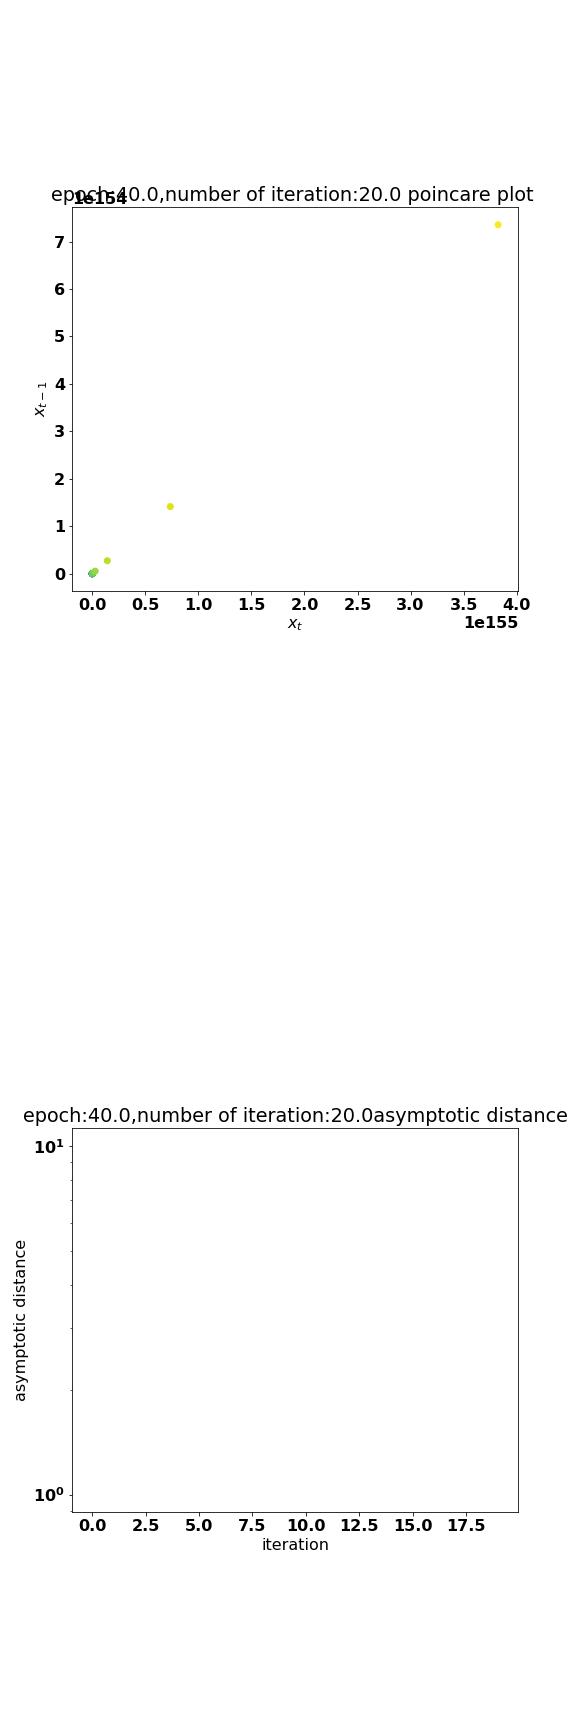 epoch:40.0,number of iteration:20.0 poincare plot
1e154
7
6
5
4
3
2
1
0
x_{t-1}
0.0 0.5 1.0 1.5 2.0 2.5 3.0 3.5 4.0
x_t
1e155
epoch:40.0,number of iteration:20.0asymptotic distance
10^1
10^0
asymptotic distance
0.0 2.5 5.0 7.5 10.0 12.5 15.0 17.5
iteration